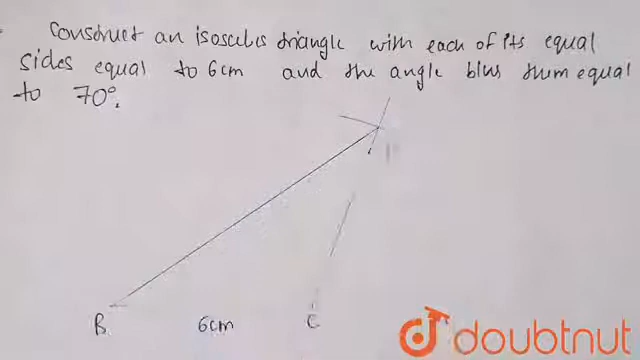 Construct an isosceles triangle with each of its equal
sides equal to 6cm and the angle b/w them equal
to 70°.
B 6cm C
doubtnut